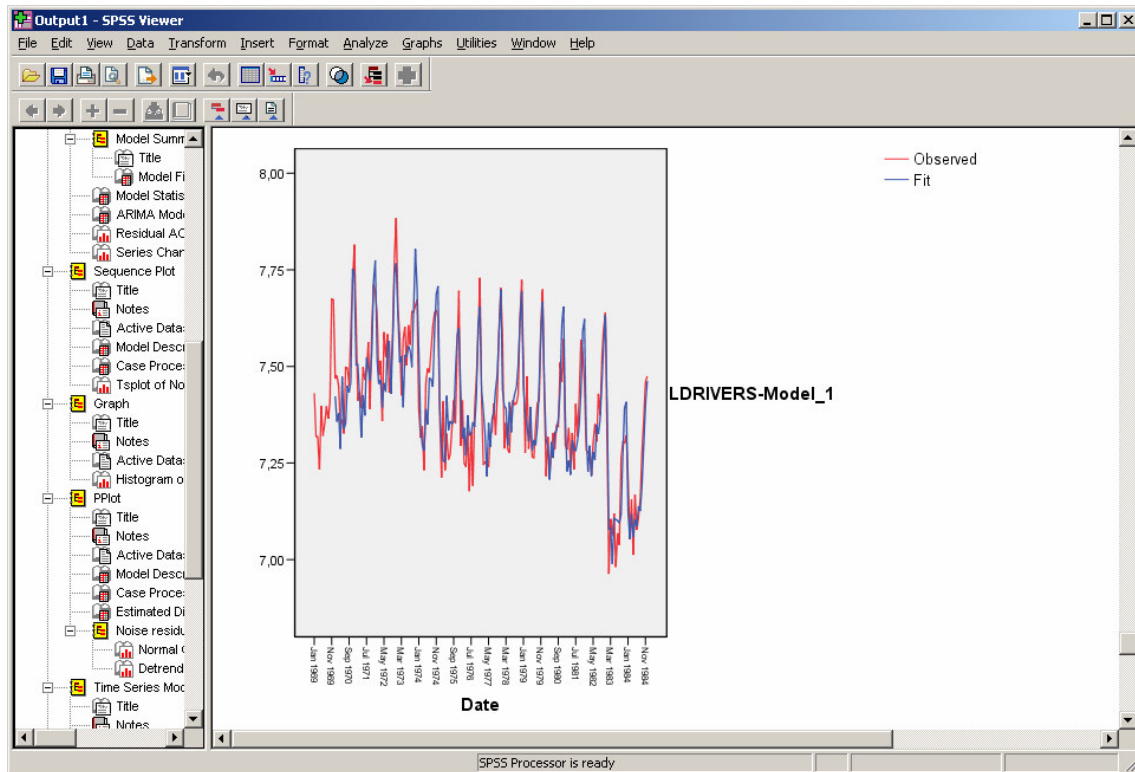 Output1 - SPSS Viewer
File Edit View Data Transform Insert Format Analyze Graphs Utilities Window Help
Model Summ
Title
Model Fi
Model Statis
ARIMA Mode
Residual AC
Series Char
Sequence Plot
Title
Notes
Active Data:
Model Descr
Case Proces
Tsplot of No
Graph
Title
Notes
Active Data:
Histogram o
PPlot
Title
Notes
Active Data:
Model Descr
Case Proce:
Estimated Di
Noise residu
Normal
Detrend
Time Series Moc
Title
Notes
Observed
Fit
8,00
7,75
7,50
7,25
7,00
LDRIVERS-Model_1
Jan 1969
Nov 1969
Sep 1970
Jul 1971
May 1972
Mar 1973
Jan 1974
Nov 1974
Sep 1975
Jul 1976
May 1977
Mar 1978
Jan 1979
Nov 1979
Sep 1980
Jul 1981
May 1982
Mar 1983
Jan 1984
Nov 1984
Date
SPSS Processor is ready